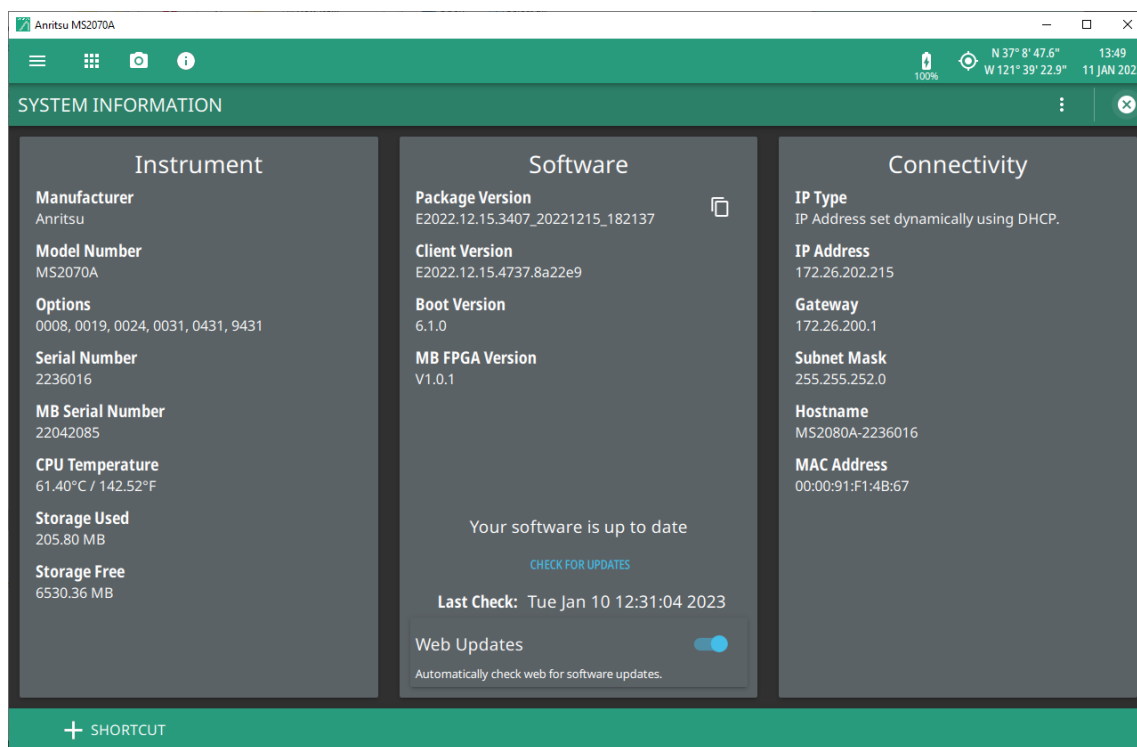 Anritsu MS2070A
100%
N 37° 8' 47.6"
W 121° 39' 22.9"
13:49
11 JAN 202
SYSTEM INFORMATION
Instrument
Manufacturer
Anritsu
Model Number
MS2070A
Options
0008, 0019, 0024, 0031, 0431, 9431
Serial Number
2236016
MB Serial Number
22042085
CPU Temperature
61.40°C / 142.52°F
Storage Used
205.80 MB
Storage Free
6530.36 MB
Software
Package Version
E2022.12.15.3407_20221215_182137
Client Version
E2022.12.15.4737.8a22e9
Boot Version
6.1.0
MB FPGA Version
V1.0.1
Your software is up to date
CHECK FOR UPDATES
Last Check: Tue Jan 10 12:31:04 2023
Web Updates
Automatically check web for software updates.
Connectivity
IP Type
IP Address set dynamically using DHCP.
IP Address
172.26.202.215
Gateway
172.26.200.1
Subnet Mask
255.255.252.0
Hostname
MS2080A-2236016
MAC Address
00:00:91:F1:4B:67
SHORTCUT